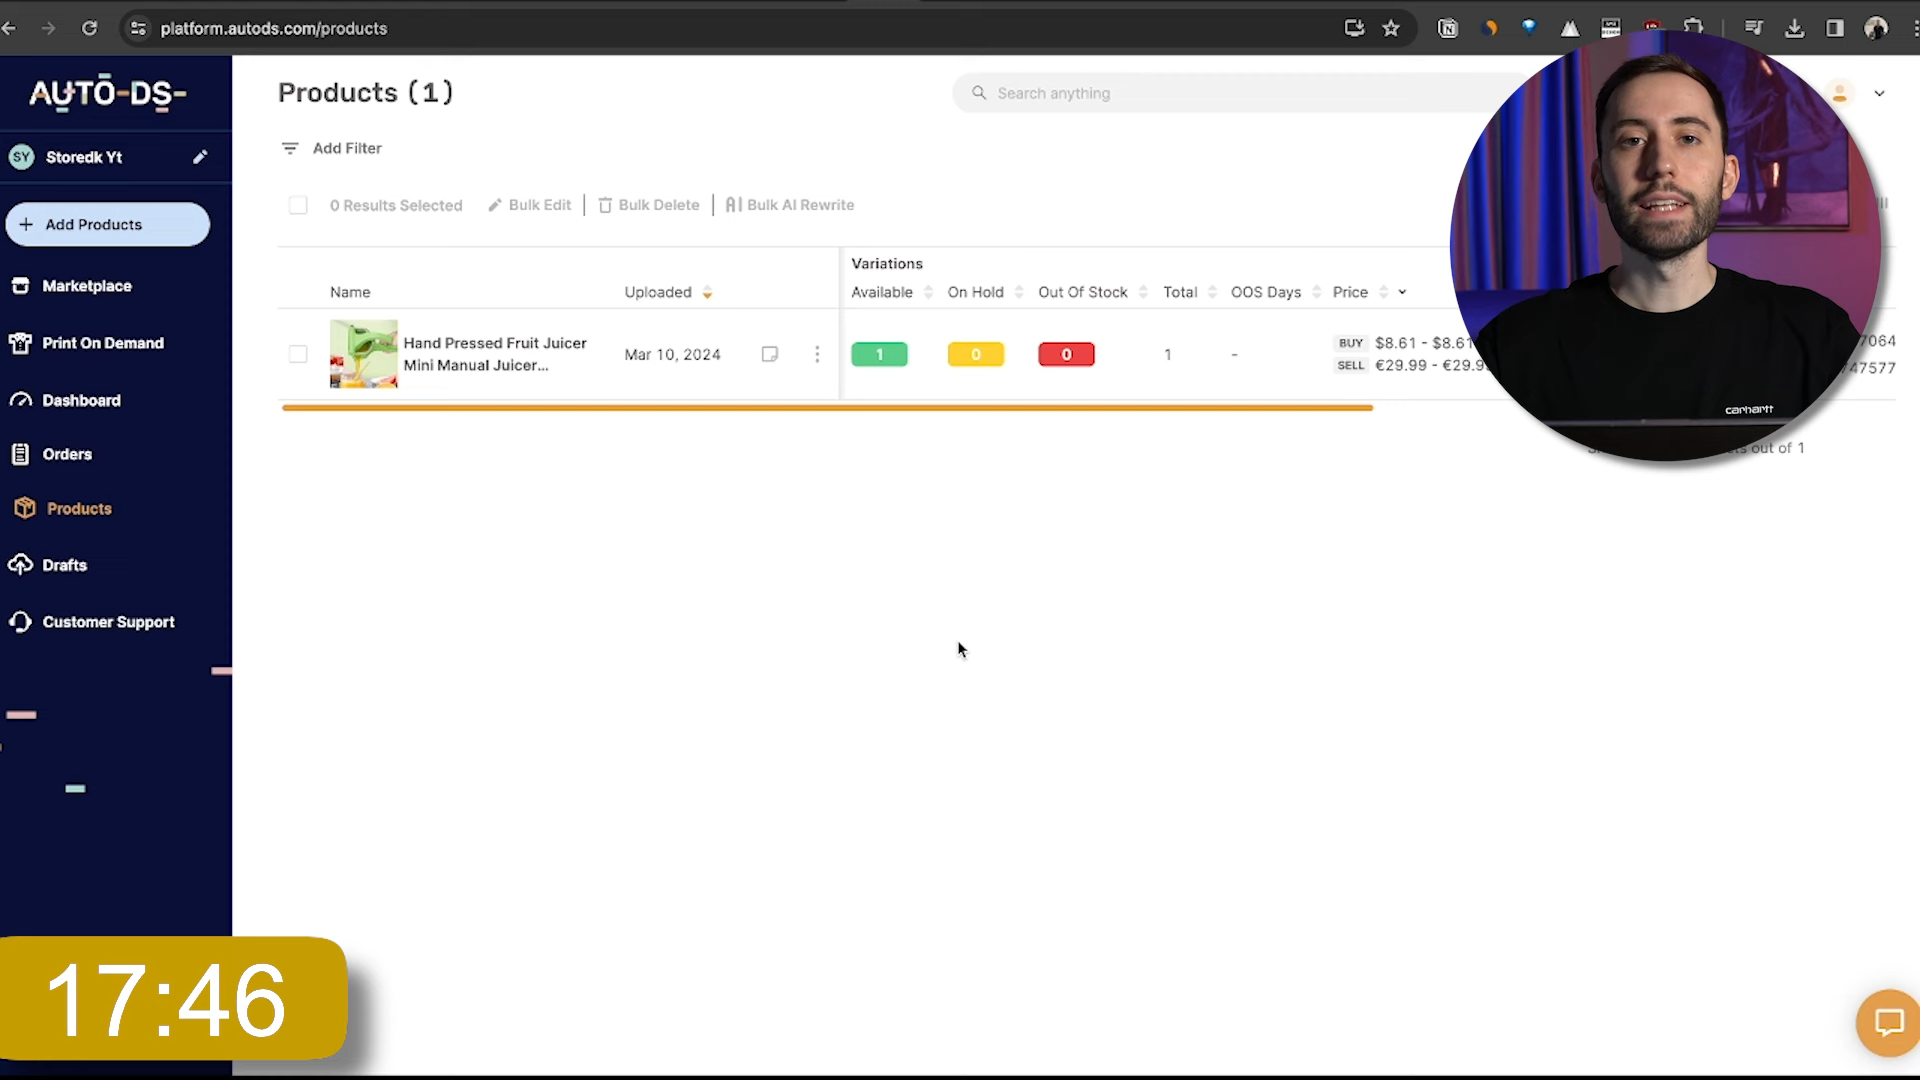 platform.autods.com/products
AUTO-DS-
Products (1)
Search anything
SY Storedk Yt
Add Filter
0 Results Selected Bulk Edit Bulk Delete AI Bulk AI Rewrite
+ Add Products
Marketplace
Print On Demand
Dashboard
Orders
Products
Drafts
Customer Support
Variations
Name Uploaded Available On Hold Out Of Stock Total OOS Days Price
Hand Pressed Fruit Juicer
Mini Manual Juicer...
Mar 10, 2024
1 0 0 1 -
BUY $8.61 - $8.61
SELL €29.99 - €29.9
7064
747577
out of 1
carhartt
17:46